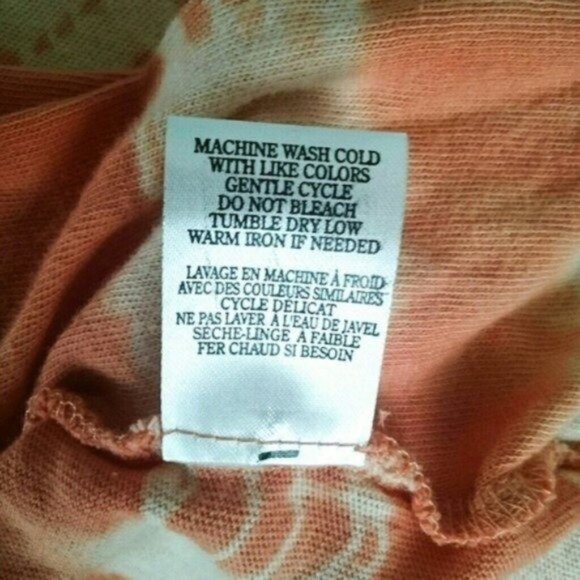 MACHINE WASH COLD
WITH LIKE COLORS
GENTLE CYCLE
DO NOT BLEACH
TUMBLE DRY LOW
WARM IRON IF NEEDED
LAVAGE EN MACHINE À FROID
AVEC DES COULEURS SIMILAIRES
CYCLE DÉLICAT
NE PAS LAVER À L'EAU DE JAVEL
SÈCHE-LINGE À FAIBLE
FER CHAUD SI BESOIN